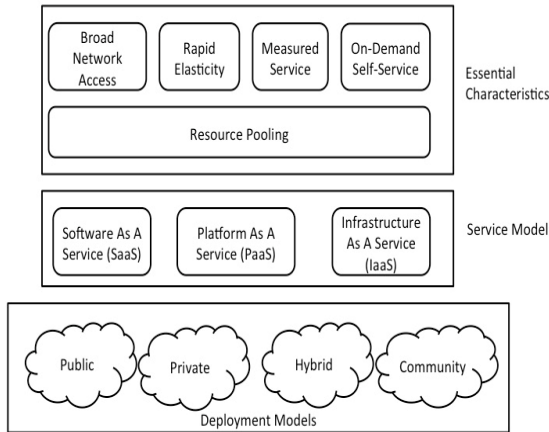 Broad
Network
Access
Rapid
Elasticity
Measured
Service
On-Demand
Self-Service
Resource Pooling
Essential
Characteristics
Software As A
Service (SaaS)
Platform As A
Service (PaaS)
Infrastructure
As A Service
(IaaS)
Service Model
Public
Private
Hybrid
Community
Deployment Models